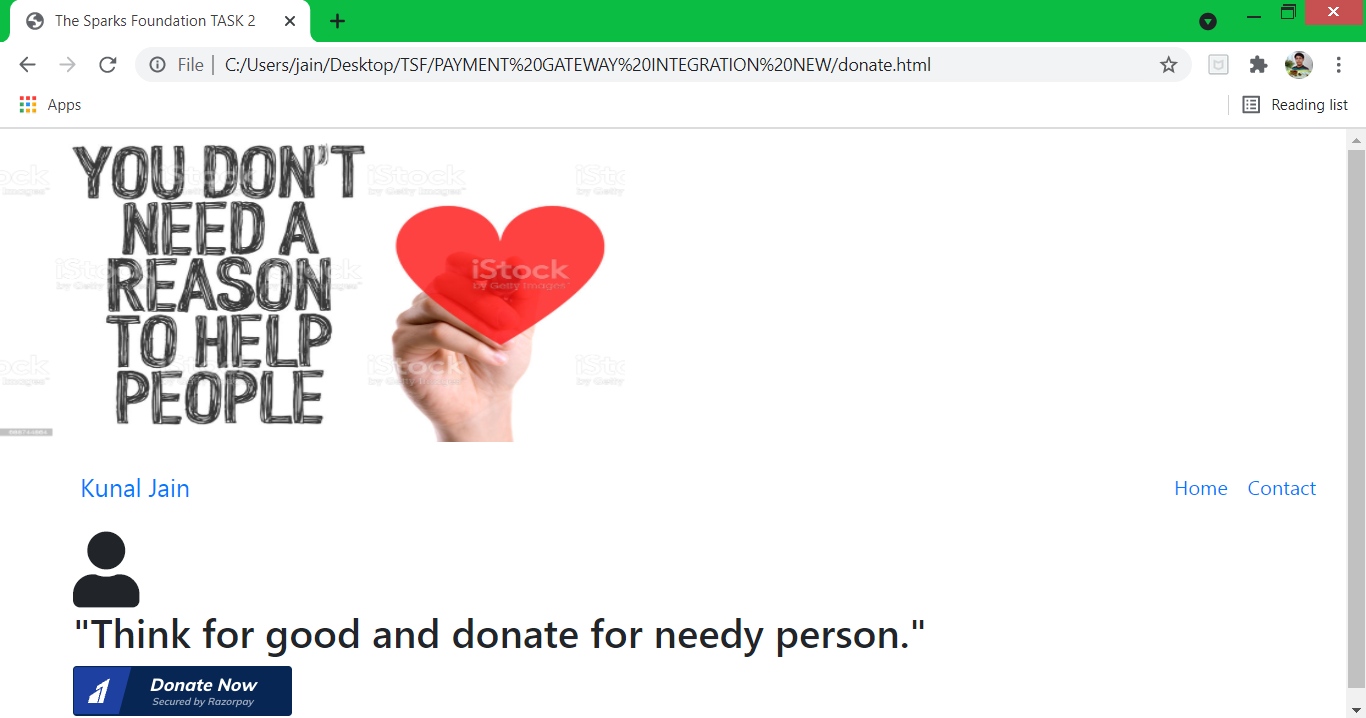 The Sparks Foundation TASK 2
File
C:/Users/jain/Desktop/TSF/PAYMENT%20GATEWAY%20INTEGRATION%20NEW/donate.html
Apps
Reading list
YOU DON'T
NEED A
REASON
TO HELP
PEOPLE
iStock
by Getty Images™
Kunal Jain
Home
Contact
"Think for good and donate for needy person."
Donate Now
Secured by Razorpay